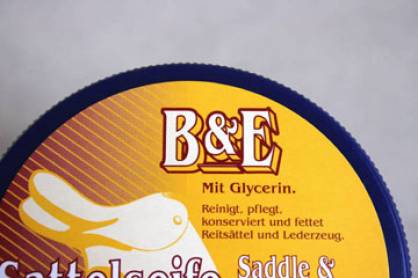 B&E
Mit Glycerin.
Reinigt, pflegt,
konserviert und fettet
Reitsättel und Lederzeug.
Sattelseife
Saddle &